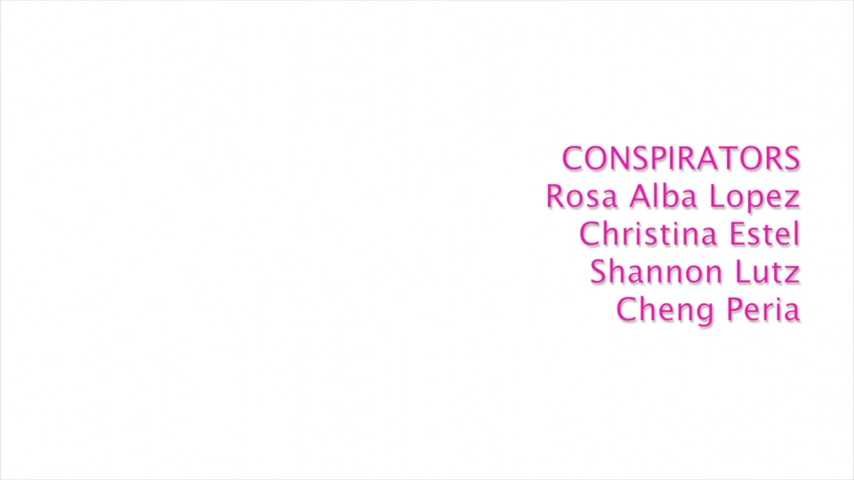 CONSPIRATORS
Rosa Alba Lopez
Christina Estel
Shannon Lutz
Cheng Peria